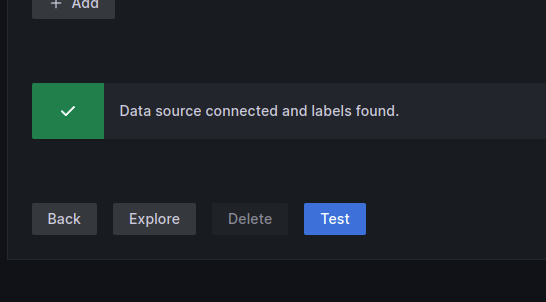 + Add
Data source connected and labels found.
Back Explore Delete Test